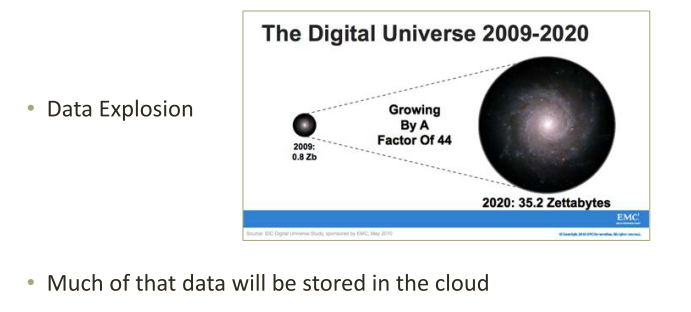 The Digital Universe 2009-2020
• Data Explosion
Growing
By A
Factor Of 44
2009:
0.8 Zb
2020: 35.2 Zettabytes
EMC²
Source: IDC Digital Universe Study, sponsored by EMC, May 2010
• Much of that data will be stored in the cloud